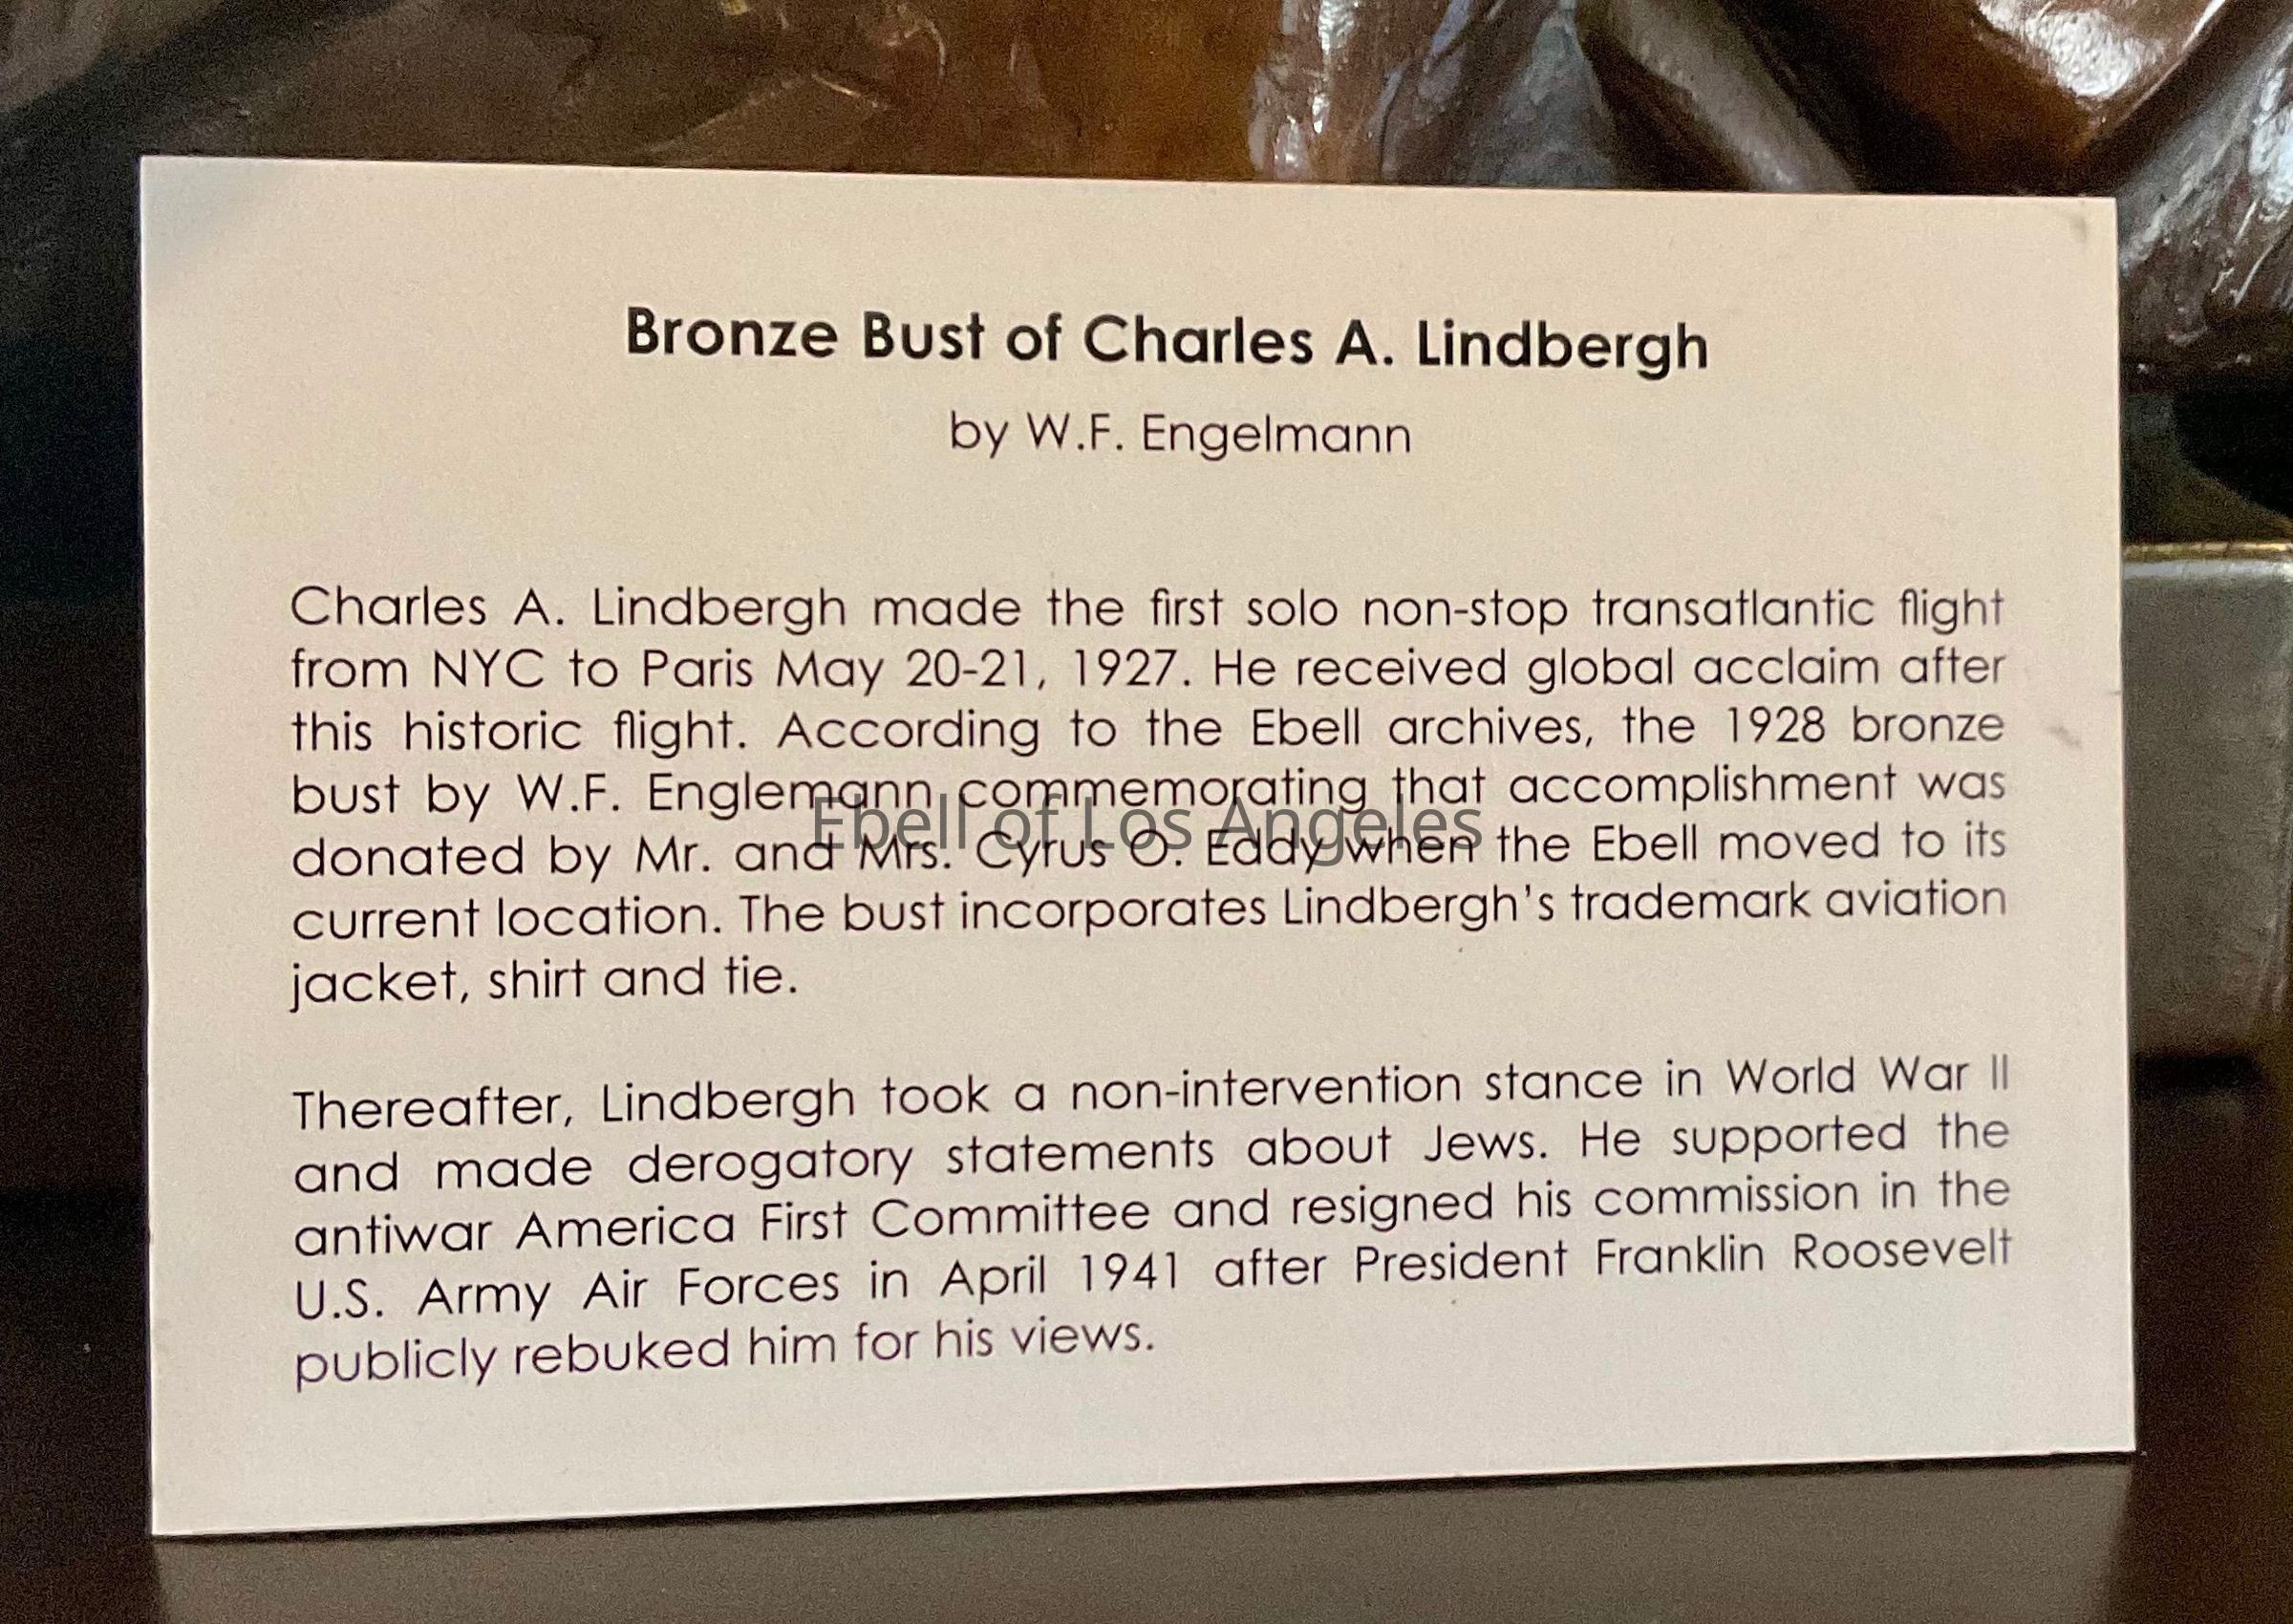 Bronze Bust of Charles A. Lindbergh
by W.F. Engelmann
Charles A. Lindbergh made the first solo non-stop transatlantic flight
from NYC to Paris May 20-21, 1927. He received global acclaim after
this historic flight. According to the Ebell archives, the 1928 bronze
bust by W.F. Englemann commemorating that accomplishment was
Ebell of Los Angeles
donated by Mr. and Mrs. Cyrus O. Eddy when the Ebell moved to its
current location. The bust incorporates Lindbergh's trademark aviation
jacket, shirt and tie.
Thereafter, Lindbergh took a non-intervention stance in World War II
and made derogatory statements about Jews. He supported the
antiwar America First Committee and resigned his commission in the
U.S. Army Air Forces in April 1941 after President Franklin Roosevelt
publicly rebuked him for his views.